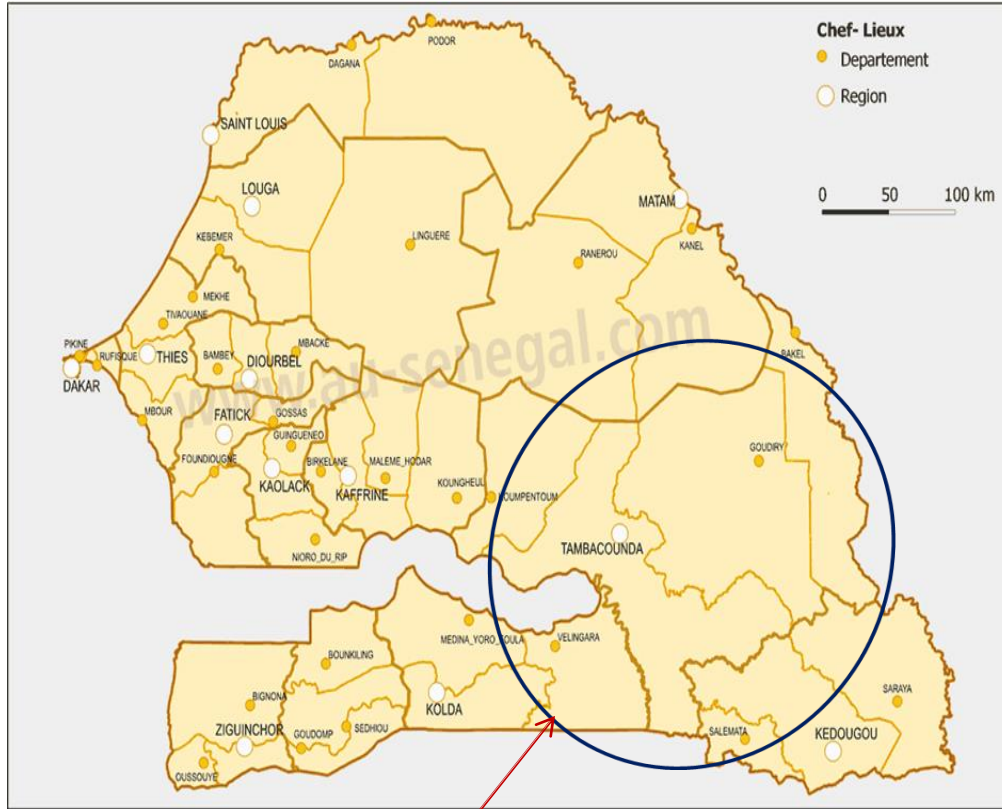 Chef- Lieux
Departement
Region
0 50 100 km
PODOR
DAGANA
SAINT LOUIS
LOUGA
MATAM
KEBEMER
LINGUERE
KANEL
RANEROU
MEKHE
TIVAOUANE
BAKEL
PIKINE
RUFISQUE
THIES
BAMBEY
DIOURBEL
MBACKE
DAKAR
www.au-senegal.com
MBOUR
FATICK
GOSSAS
GUINGUENEO
GOUDIRY
FOUNDIOUGNE
BIRKELANE
MALEME_HODAR
KAOLACK
KAFFRINE
KOUNGHEUL
KOUMPENTOUM
TAMBACOUNDA
NIORO_DU_RIP
MEDINA_YORO_FOULA
VELINGARA
BOUNKILING
BIGNONA
KOLDA
SARAYA
ZIGUINCHOR
GOUDOMP
SEDHIOU
SALEMATA
KEDOUGOU
OUSSOUYE